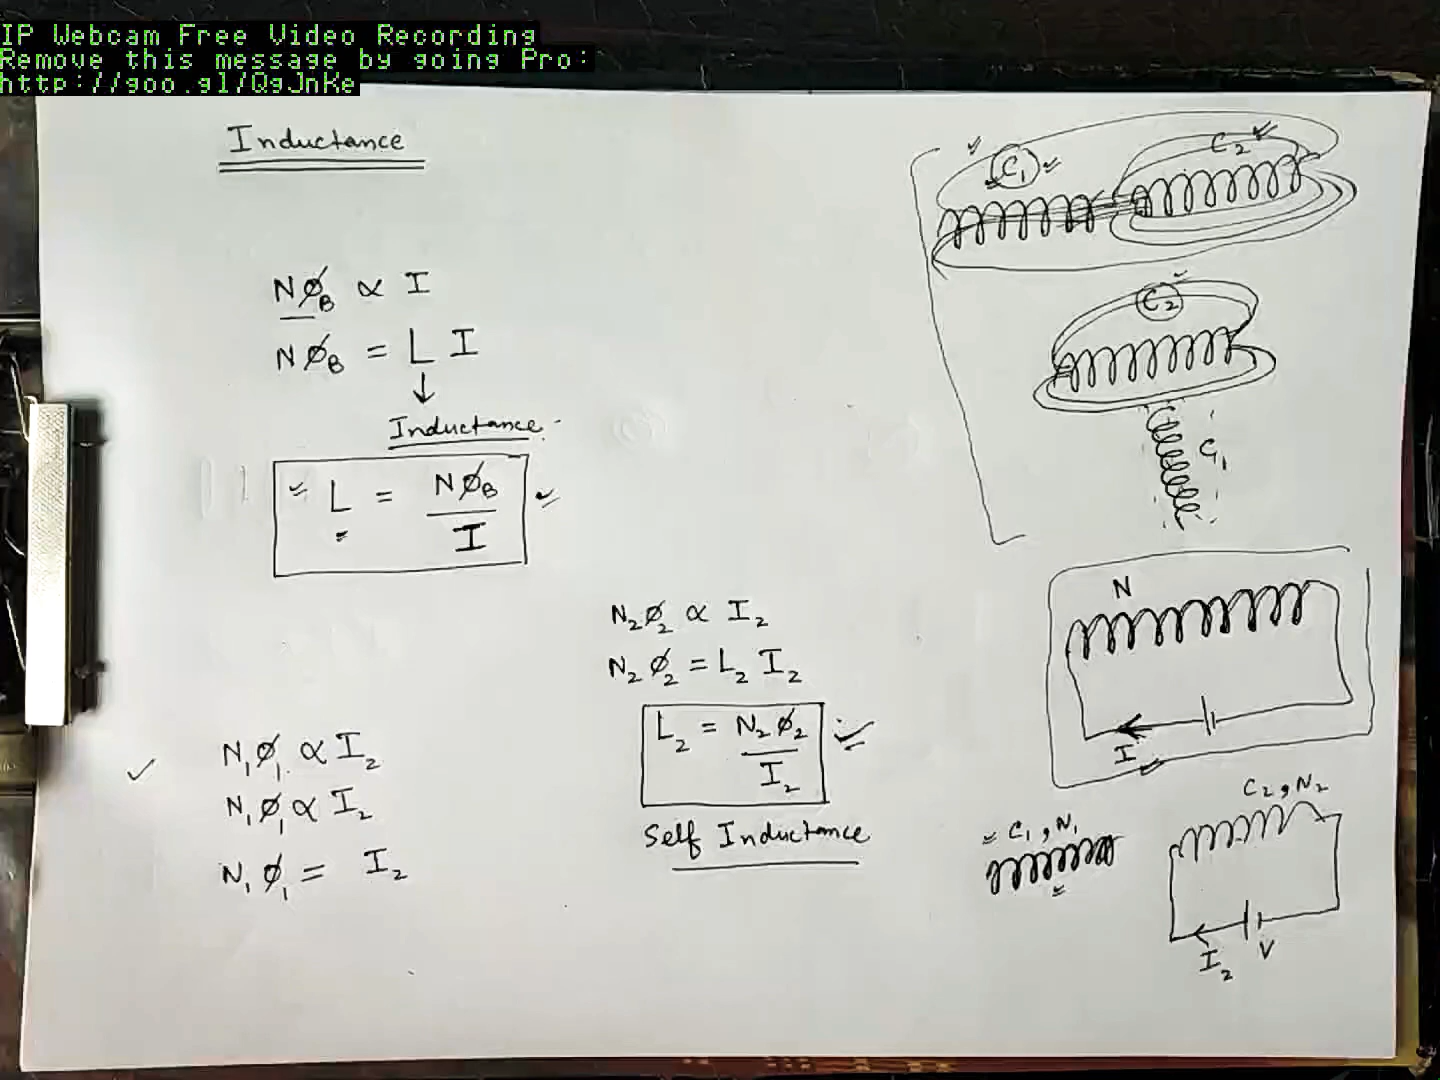 IP Webcam Free Video Recording
Remove this message by going Pro:
http://goo.gl/Q9JnKe
Inductance
NØB ∝ I
NØB = L I
↓
Inductance
L = NØB / I
N₂Ø₂ ∝ I₂
N₂Ø₂ = L₂ I₂
L₂ = N₂Ø₂ / I₂
Self Inductance
N₁Ø₁ ∝ I₂
N₁Ø₁ ∝ I₂
N₁Ø₁ = I₂
C₁
C₂
C₂
C₁
N
I
C₁, N₁
C₂, N₂
I₂
V